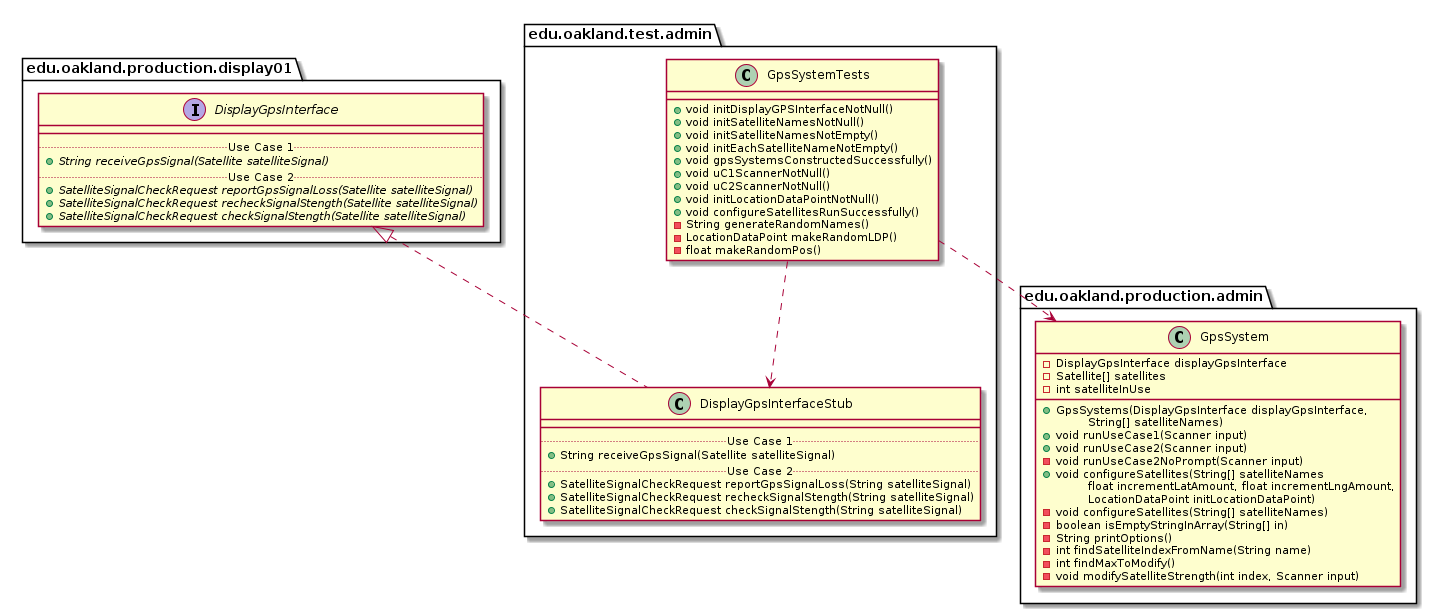 edu.oakland.production.display01
I DisplayGpsInterface
Use Case 1
String receiveGpsSignal(Satellite satelliteSignal)
Use Case 2
SatelliteSignalCheckRequest reportGpsSignalLoss(Satellite satelliteSignal)
SatelliteSignalCheckRequest recheckSignalStength(Satellite satelliteSignal)
SatelliteSignalCheckRequest checkSignalStength(Satellite satelliteSignal)
edu.oakland.test.admin
C GpsSystemTests
void initDisplayGPSInterfaceNotNull()
void initSatelliteNamesNotNull()
void initSatelliteNamesNotEmpty()
void initEachSatelliteNameNotEmpty()
void gpsSystemsConstructedSuccessfully()
void uC1ScannerNotNull()
void uC2ScannerNotNull()
void initLocationDataPointNotNull()
void configureSatellitesRunSuccessfully()
String generateRandomNames()
LocationDataPoint makeRandomLDP()
float makeRandomPos()
C DisplayGpsInterfaceStub
Use Case 1
String receiveGpsSignal(Satellite satelliteSignal)
Use Case 2
SatelliteSignalCheckRequest reportGpsSignalLoss(String satelliteSignal)
SatelliteSignalCheckRequest recheckSignalStength(String satelliteSignal)
SatelliteSignalCheckRequest checkSignalStength(String satelliteSignal)
edu.oakland.production.admin
C GpsSystem
DisplayGpsInterface displayGpsInterface
Satellite[] satellites
int satelliteInUse
GpsSystems(DisplayGpsInterface displayGpsInterface,
String[] satelliteNames)
void runUseCase1(Scanner input)
void runUseCase2(Scanner input)
void runUseCase2NoPrompt(Scanner input)
void configureSatellites(String[] satelliteNames
float incrementLatAmount, float incrementLngAmount,
LocationDataPoint initLocationDataPoint)
void configureSatellites(String[] satelliteNames)
boolean isEmptyStringInArray(String[] in)
String printOptions()
int findSatelliteIndexFromName(String name)
int findMaxToModify()
void modifySatelliteStrength(int index, Scanner input)